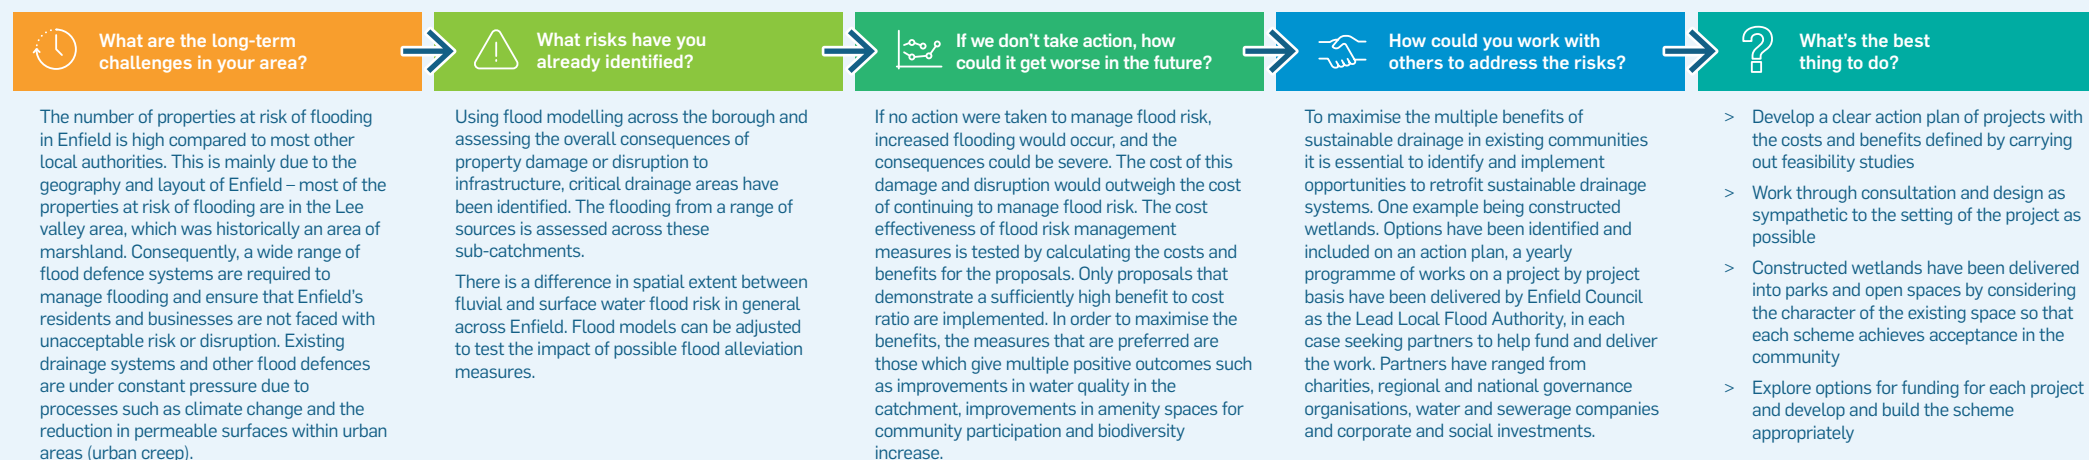 What are the long-term
challenges in your area?
The number of properties at risk of flooding
in Enfield is high compared to most other
local authorities. This is mainly due to the
geography and layout of Enfield – most of the
properties at risk of flooding are in the Lee
valley area, which was historically an area of
marshland. Consequently, a wide range of
flood defence systems are required to
manage flooding and ensure that Enfield's
residents and businesses are not faced with
unacceptable risk or disruption. Existing
drainage systems and other flood defences
are under constant pressure due to
processes such as climate change and the
reduction in permeable surfaces within urban
areas (urban creep).
What risks have you
already identified?
Using flood modelling across the borough and
assessing the overall consequences of
property damage or disruption to
infrastructure, critical drainage areas have
been identified. The flooding from a range of
sources is assessed across these
sub-catchments.
There is a difference in spatial extent between
fluvial and surface water flood risk in general
across Enfield. Flood models can be adjusted
to test the impact of possible flood alleviation
measures.
If we don't take action, how
could it get worse in the future?
If no action were taken to manage flood risk,
increased flooding would occur, and the
consequences could be severe. The cost of this
damage and disruption would outweigh the cost
of continuing to manage flood risk. The cost
effectiveness of flood risk management
measures is tested by calculating the costs and
benefits for the proposals. Only proposals that
demonstrate a sufficiently high benefit to cost
ratio are implemented. In order to maximise the
benefits, the measures that are preferred are
those which give multiple positive outcomes such
as improvements in water quality in the
catchment, improvements in amenity spaces for
community participation and biodiversity
increase.
How could you work with
others to address the risks?
To maximise the multiple benefits of
sustainable drainage in existing communities
it is essential to identify and implement
opportunities to retrofit sustainable drainage
systems. One example being constructed
wetlands. Options have been identified and
included on an action plan, a yearly
programme of works on a project by project
basis have been delivered by Enfield Council
as the Lead Local Flood Authority, in each
case seeking partners to help fund and deliver
the work. Partners have ranged from
charities, regional and national governance
organisations, water and sewerage companies
and corporate and social investments.
What's the best
thing to do?
> Develop a clear action plan of projects with
the costs and benefits defined by carrying
out feasibility studies
> Work through consultation and design as
sympathetic to the setting of the project as
possible
> Constructed wetlands have been delivered
into parks and open spaces by considering
the character of the existing space so that
each scheme achieves acceptance in the
community
> Explore options for funding for each project
and develop and build the scheme
appropriately